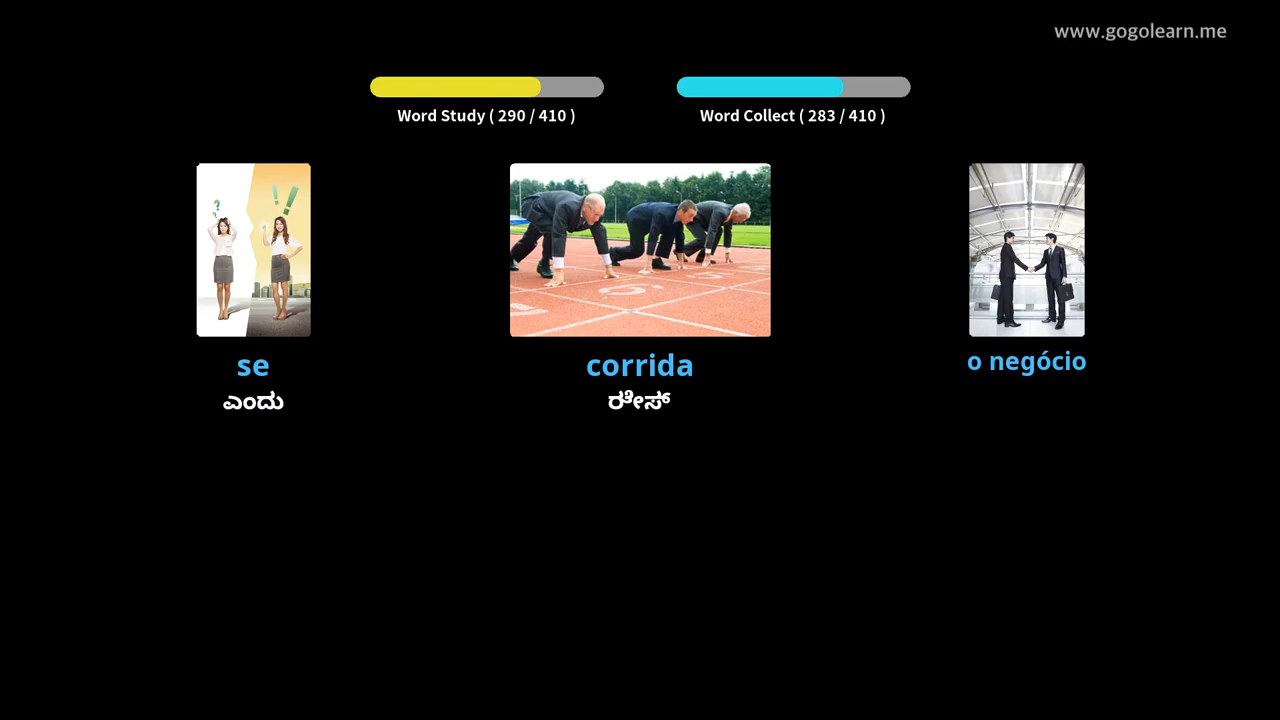 www.gogolearn.me
Word Study ( 290 / 410 )
Word Collect ( 283 / 410 )
se
ಎಂದು
corrida
ರೇಸ್
o negócio